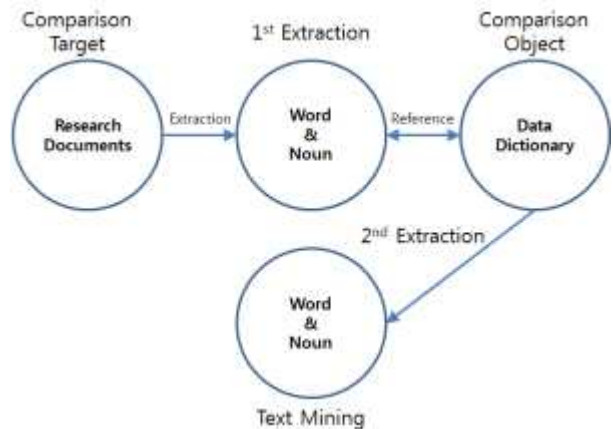 Comparison
Target
1st Extraction
Comparison
Object
Research
Documents
Extraction
Word
&
Noun
Reference
Data
Dictionary
2nd Extraction
Word
&
Noun
Text Mining